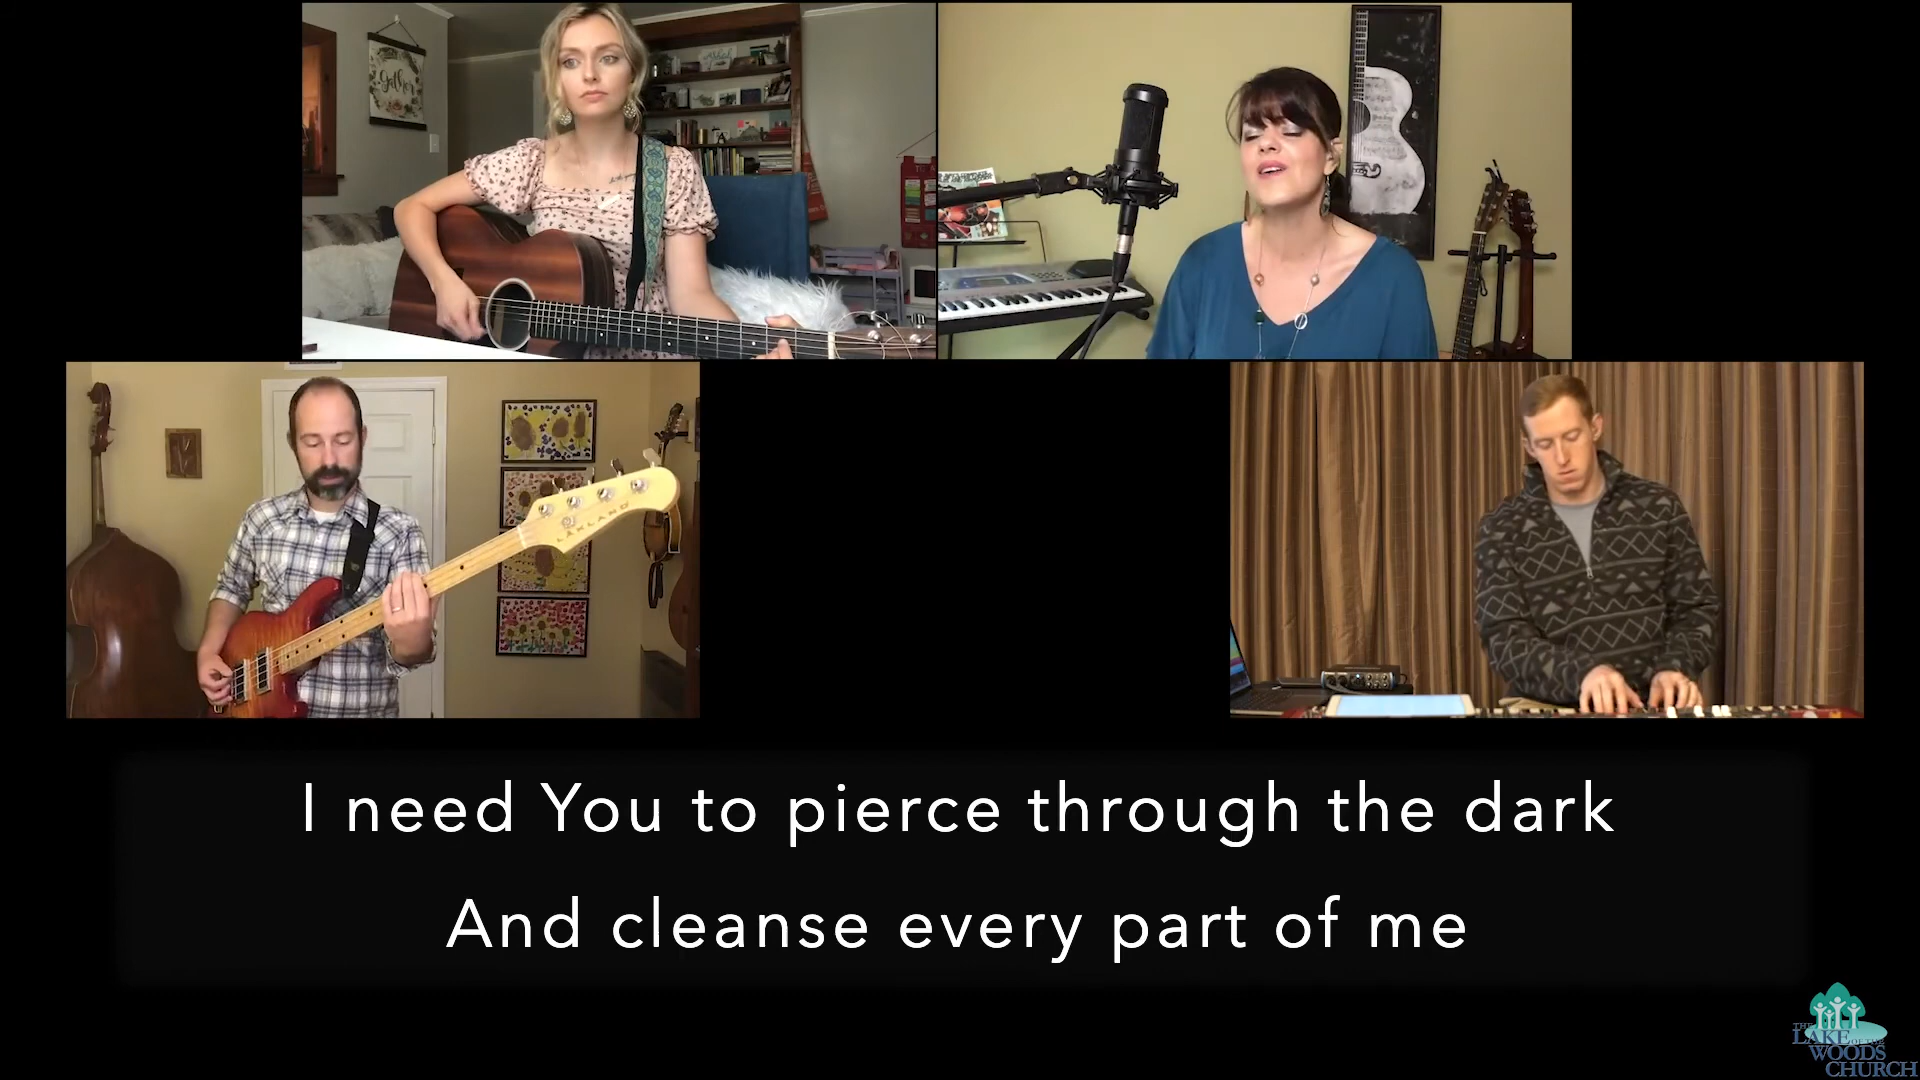 Gather
LAKLAND
I need You to pierce through the dark
And cleanse every part of me
THE
LAKE OF THE
WOODS
CHURCH